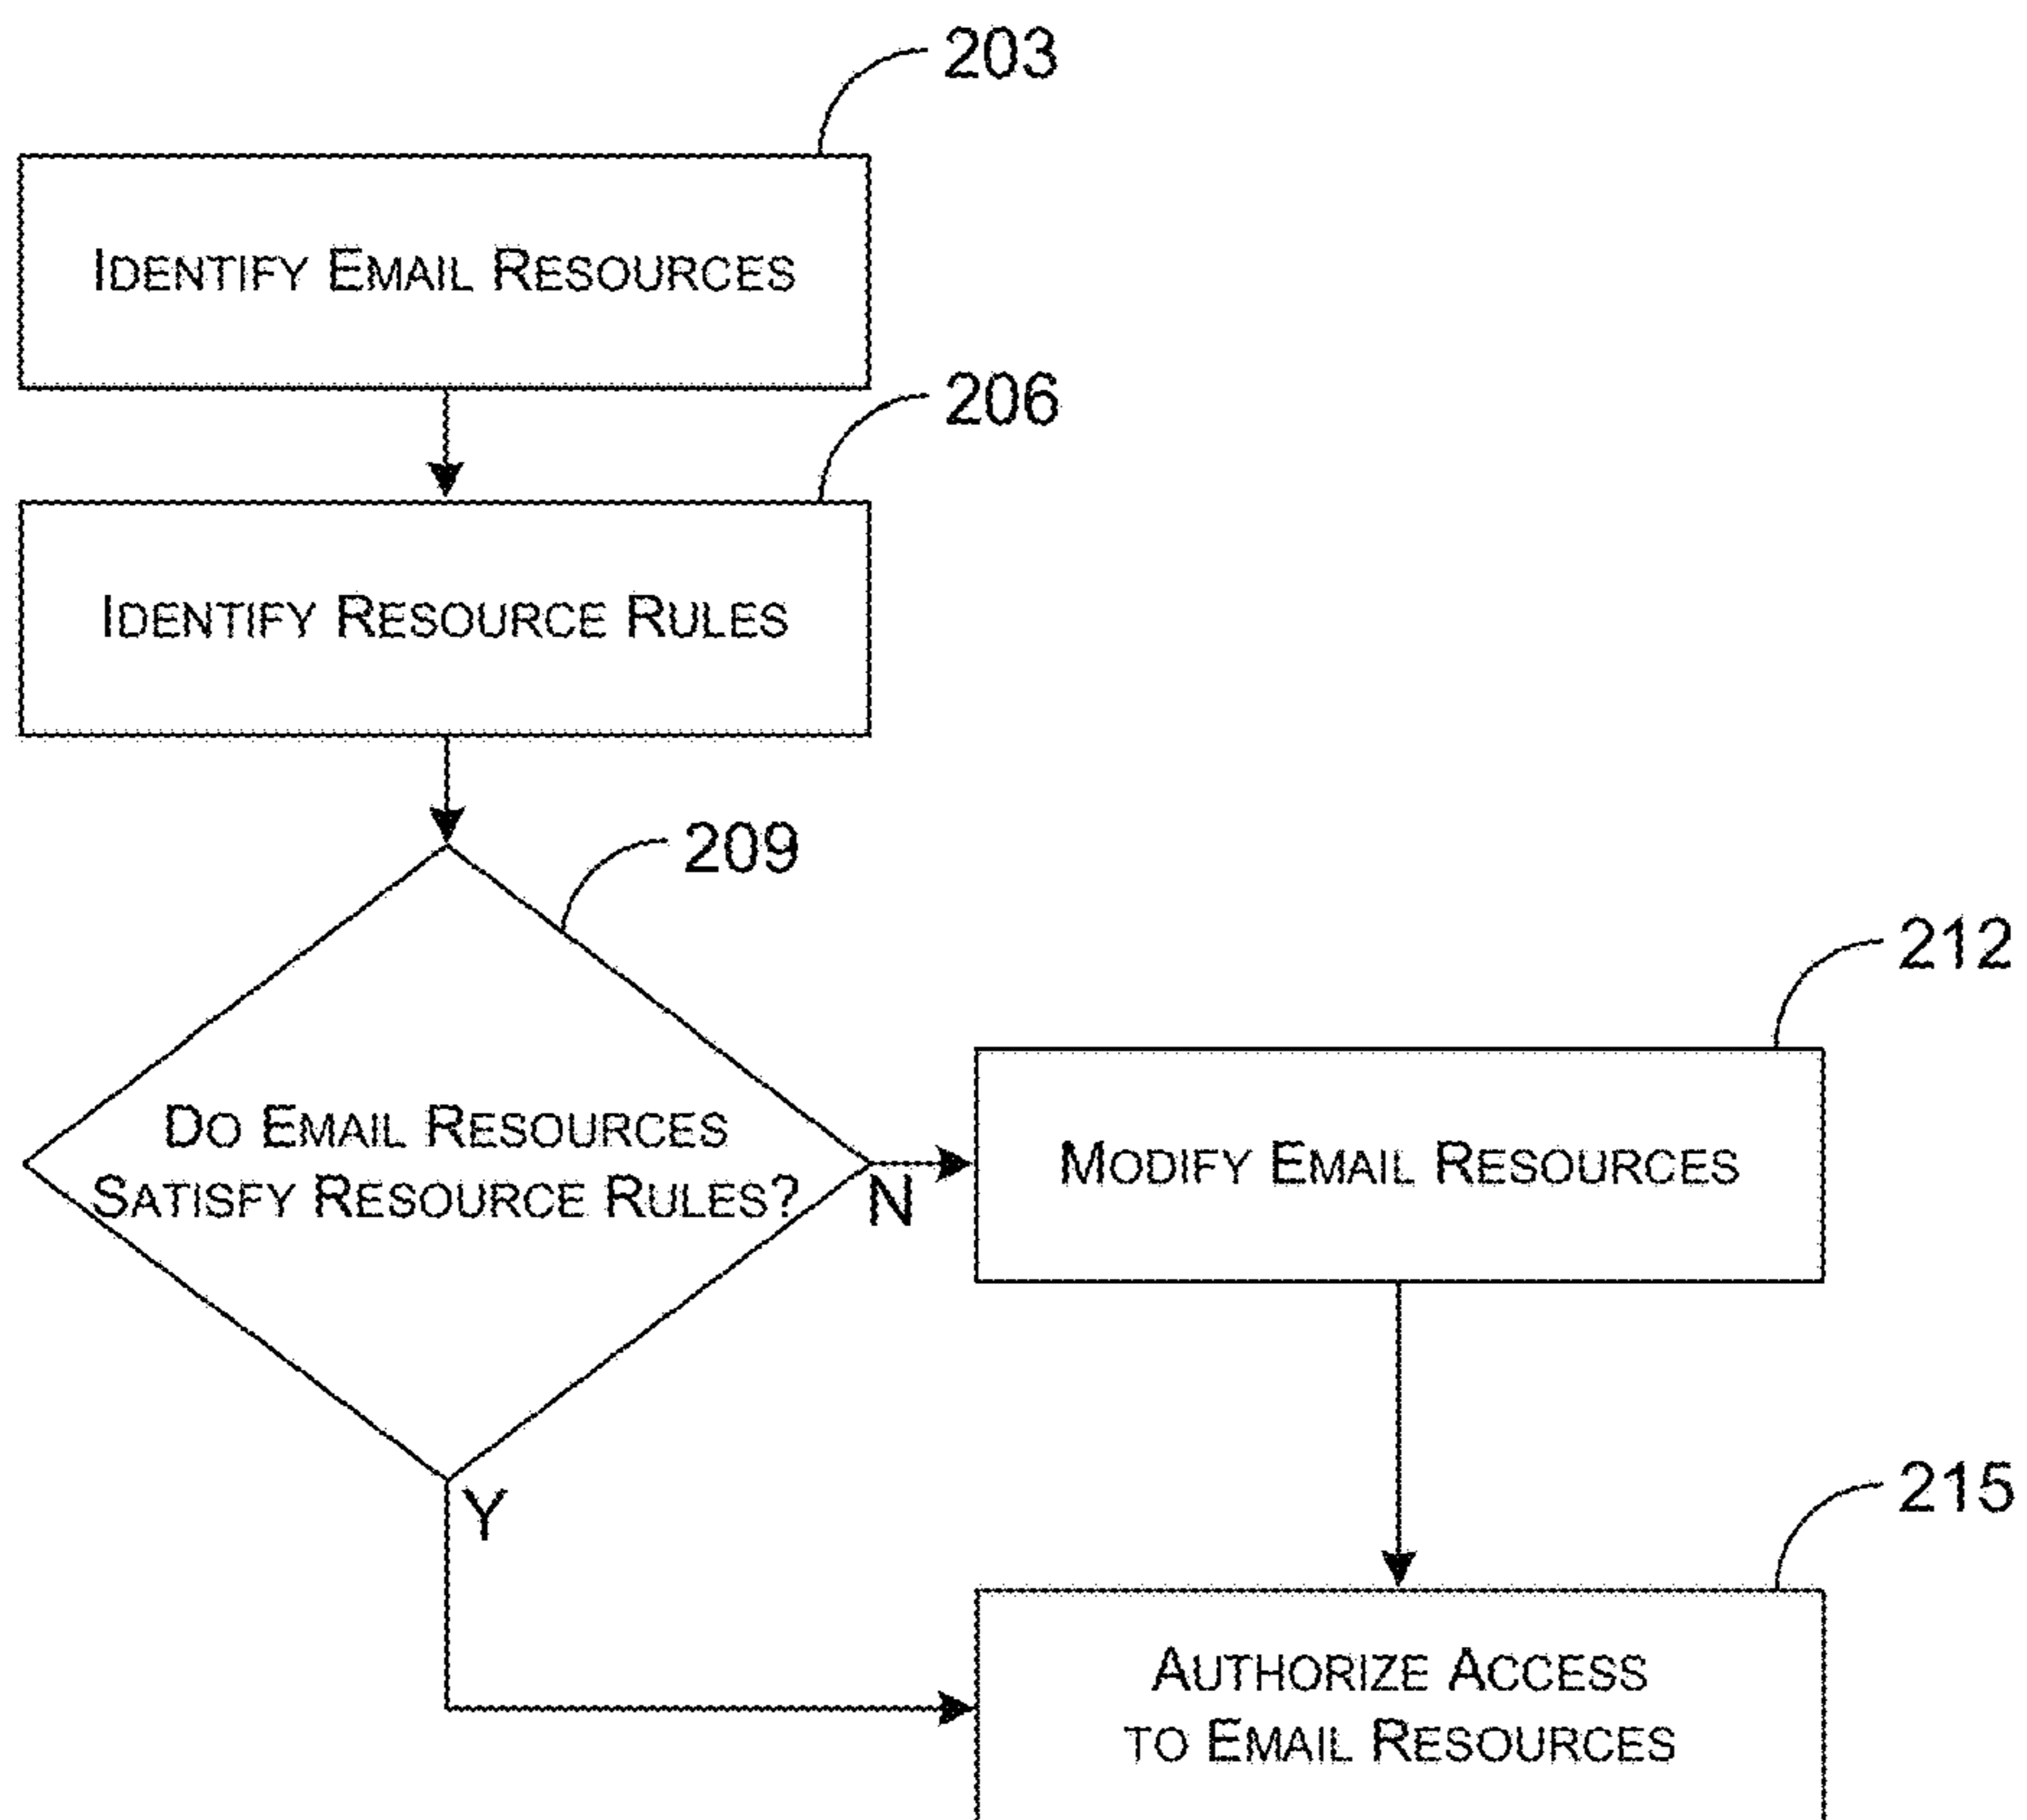 203
IDENTIFY EMAIL RESOURCES
206
IDENTIFY RESOURCE RULES
209
DO EMAIL RESOURCES
SATISFY RESOURCE RULES?
N
212
MODIFY EMAIL RESOURCES
Y
215
AUTHORIZE ACCESS
TO EMAIL RESOURCES